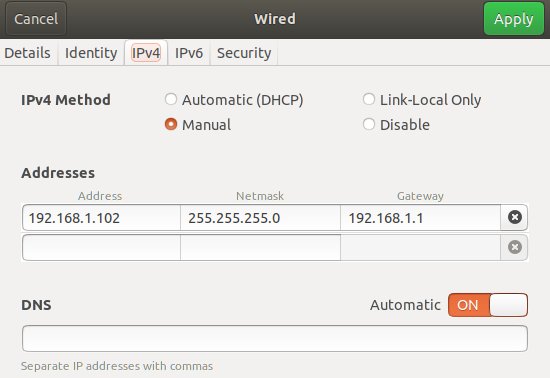 Cancel Wired Apply
Details Identity IPv4 IPv6 Security
IPv4 Method Automatic (DHCP) Link-Local Only
Manual Disable
Addresses
Address Netmask Gateway
192.168.1.102 255.255.255.0 192.168.1.1
DNS Automatic ON
Separate IP addresses with commas